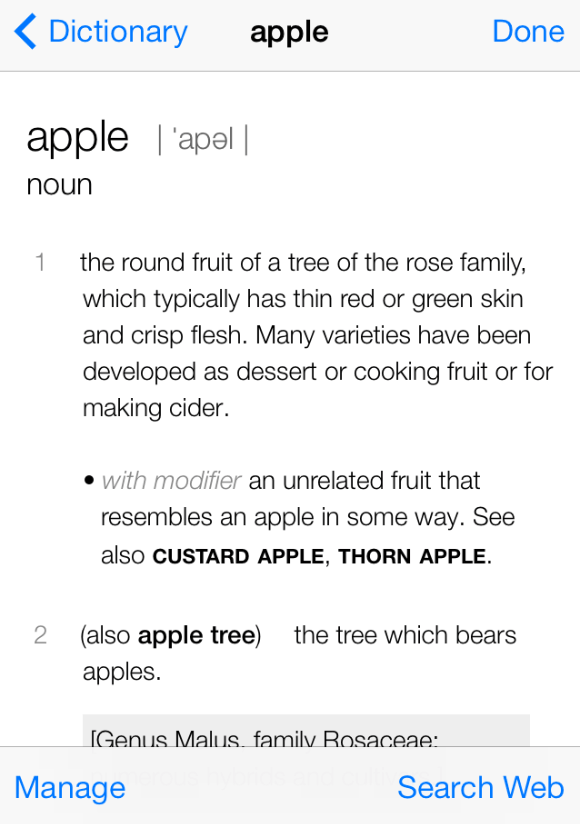 Dictionary apple Done
apple | ˈapəl |
noun
1 the round fruit of a tree of the rose family,
which typically has thin red or green skin
and crisp flesh. Many varieties have been
developed as dessert or cooking fruit or for
making cider.
• with modifier an unrelated fruit that
resembles an apple in some way. See
also CUSTARD APPLE, THORN APPLE.
2 (also apple tree) the tree which bears
apples.
[Genus Malus, family Rosaceae:
Manage Search Web